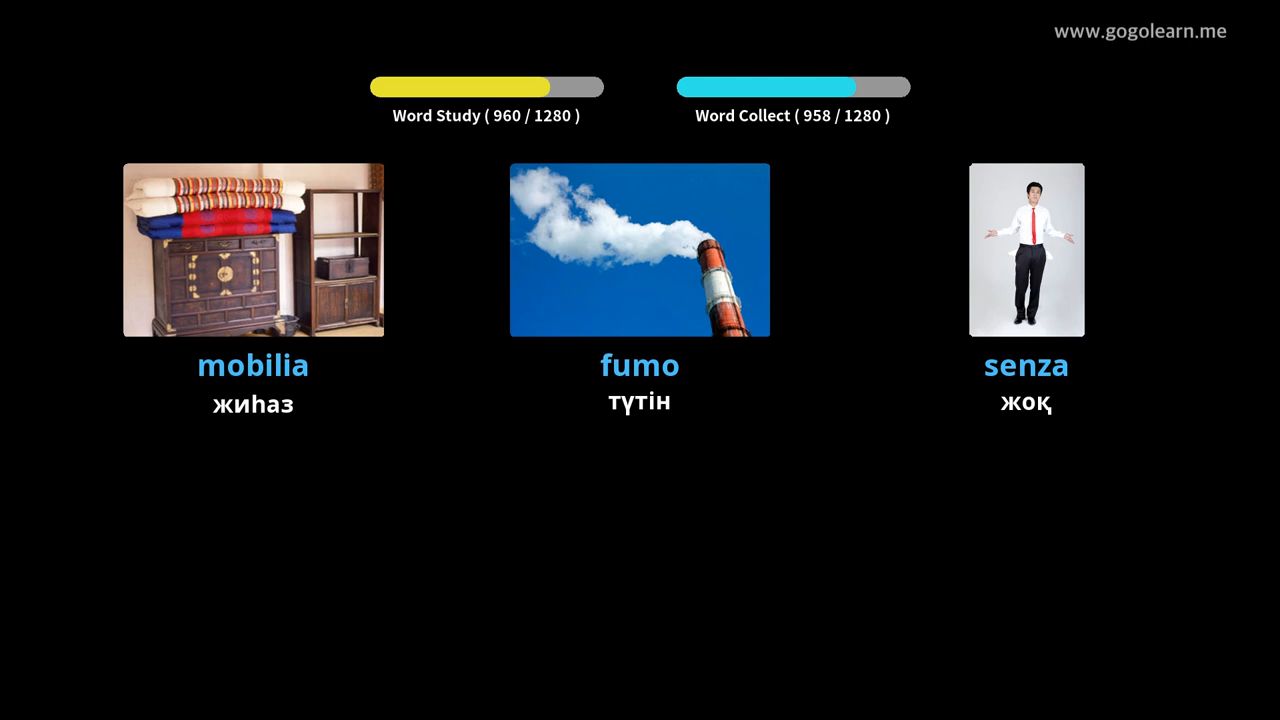 www.gogolearn.me
Word Study ( 960 / 1280 )
Word Collect ( 958 / 1280 )
mobilia
жиһаз
fumo
түтін
senza
жоқ